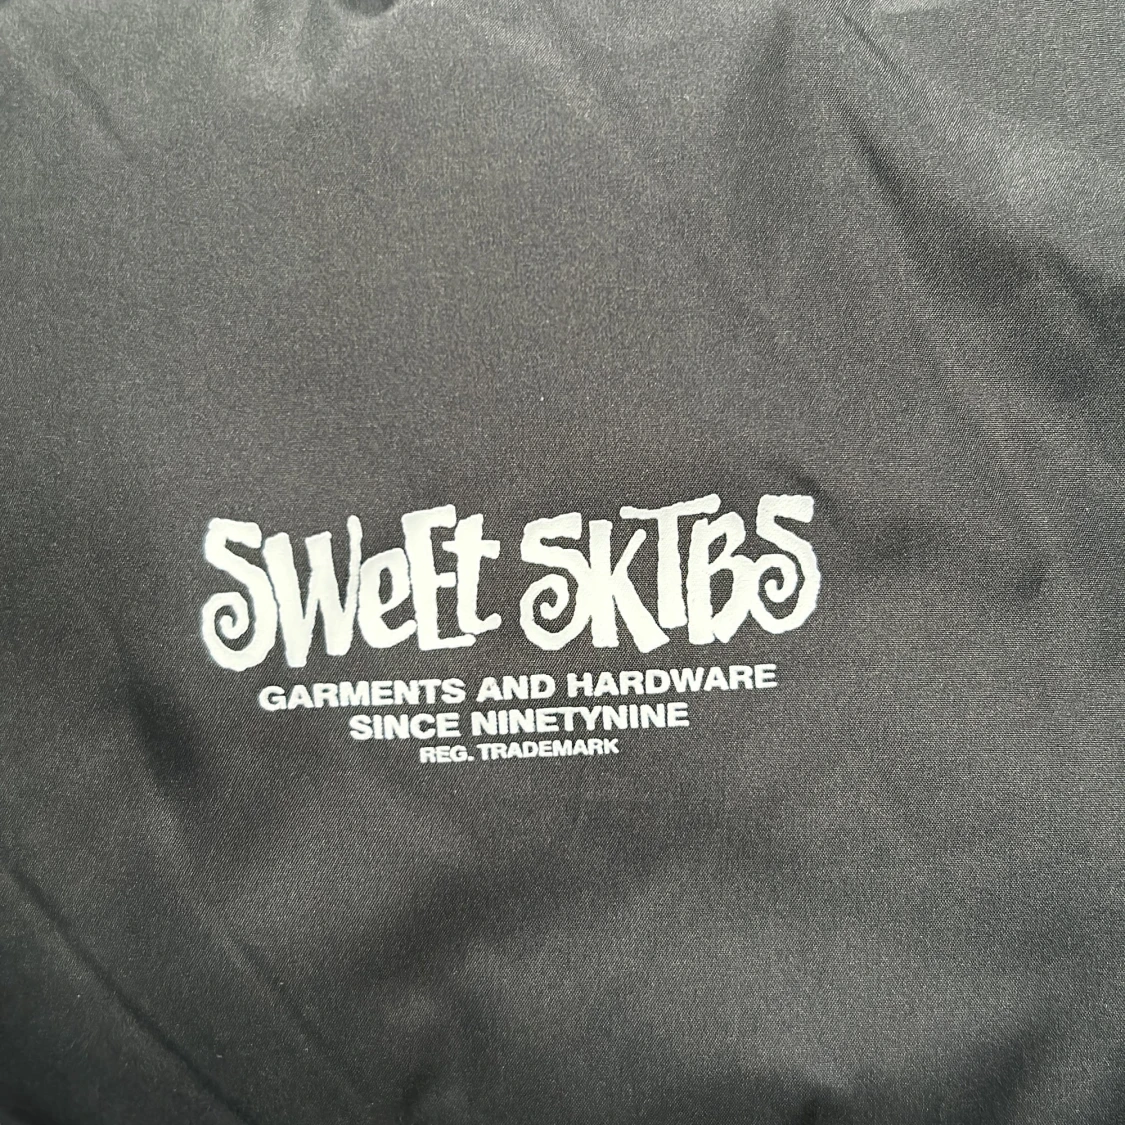 SWEEt SKTBS
GARMENTS AND HARDWARE
SINCE NINETYNINE
REG. TRADEMARK